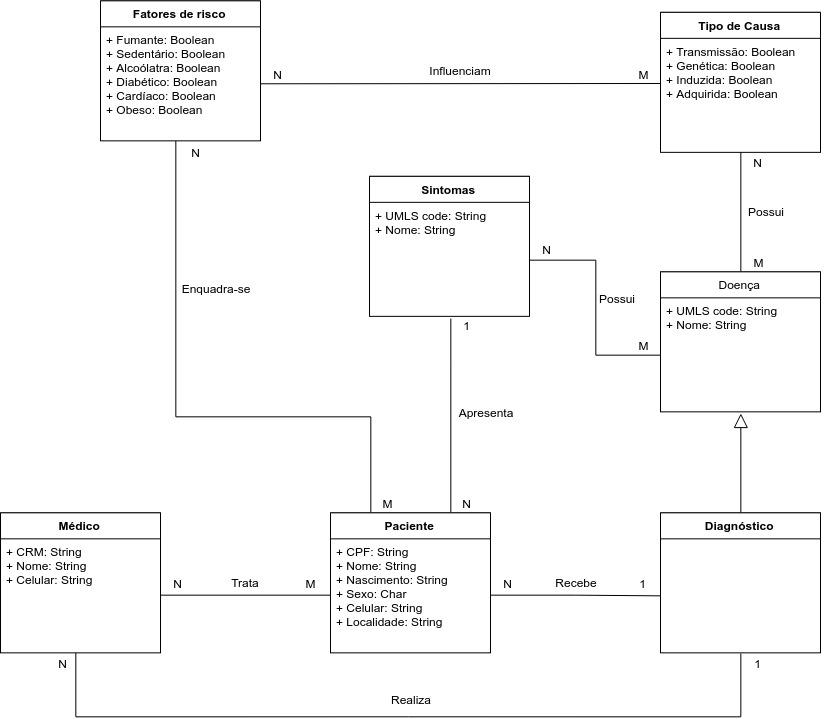 Fatores de risco
+ Fumante: Boolean
+ Sedentário: Boolean
+ Alcoólatra: Boolean
+ Diabético: Boolean
+ Cardíaco: Boolean
+ Obeso: Boolean
N
Influenciam
M
Tipo de Causa
+ Transmissão: Boolean
+ Genética: Boolean
+ Induzida: Boolean
+ Adquirida: Boolean
N
N
Possui
M
Sintomas
+ UMLS code: String
+ Nome: String
N
Possui
M
Doença
+ UMLS code: String
+ Nome: String
Enquadra-se
1
Apresenta
M
N
Médico
+ CRM: String
+ Nome: String
+ Celular: String
N
Trata
M
Paciente
+ CPF: String
+ Nome: String
+ Nascimento: String
+ Sexo: Char
+ Celular: String
+ Localidade: String
N
Recebe
1
Diagnóstico
N
Realiza
1